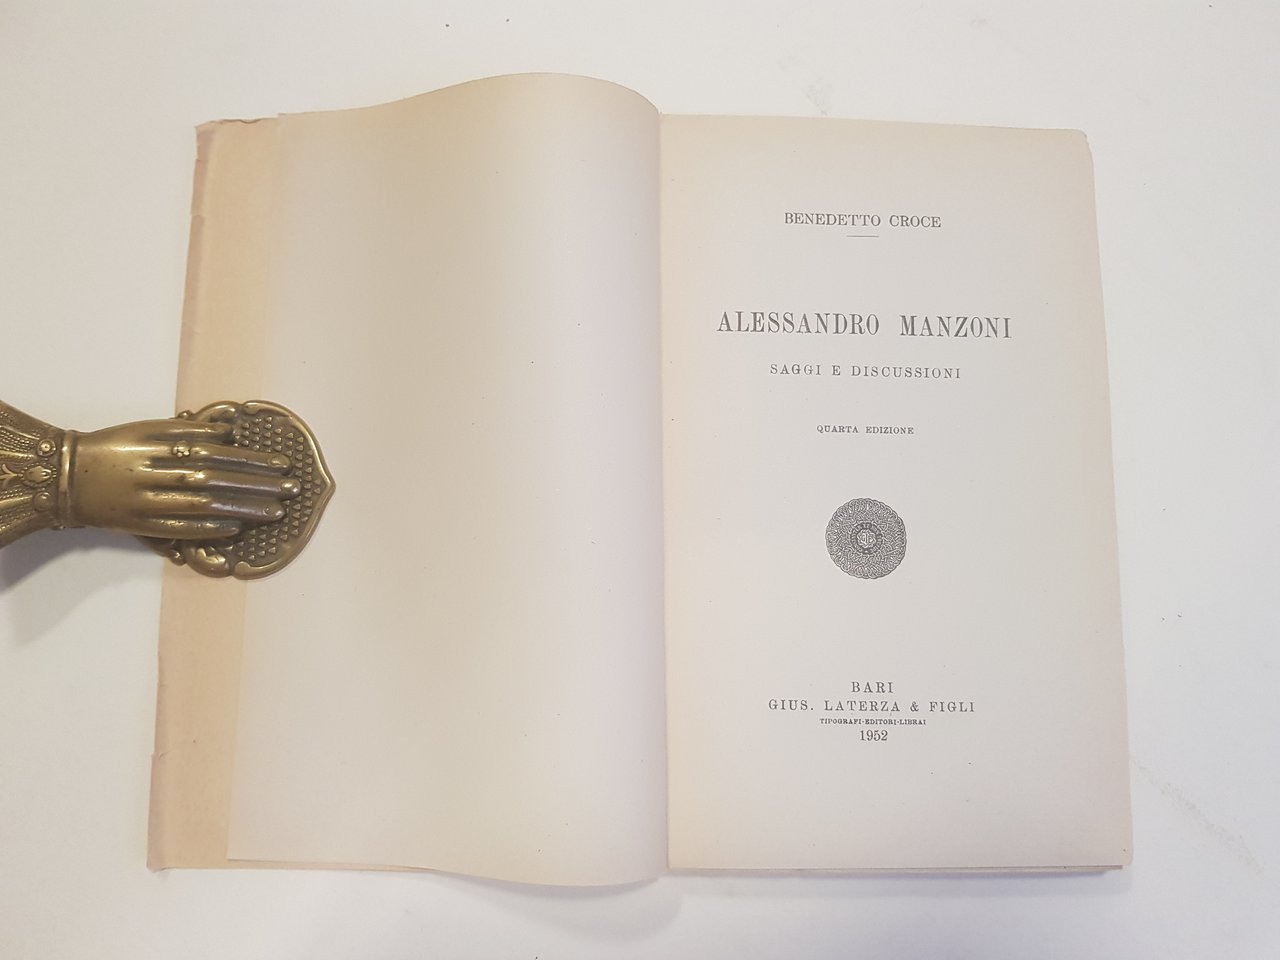 BENEDETTO CROCE
ALESSANDRO MANZONI
SAGGI E DISCUSSIONI
QUARTA EDIZIONE
BARI
GIUS. LATERZA & FIGLI
TIPOGRAFI-EDITORI-LIBRAI
1952